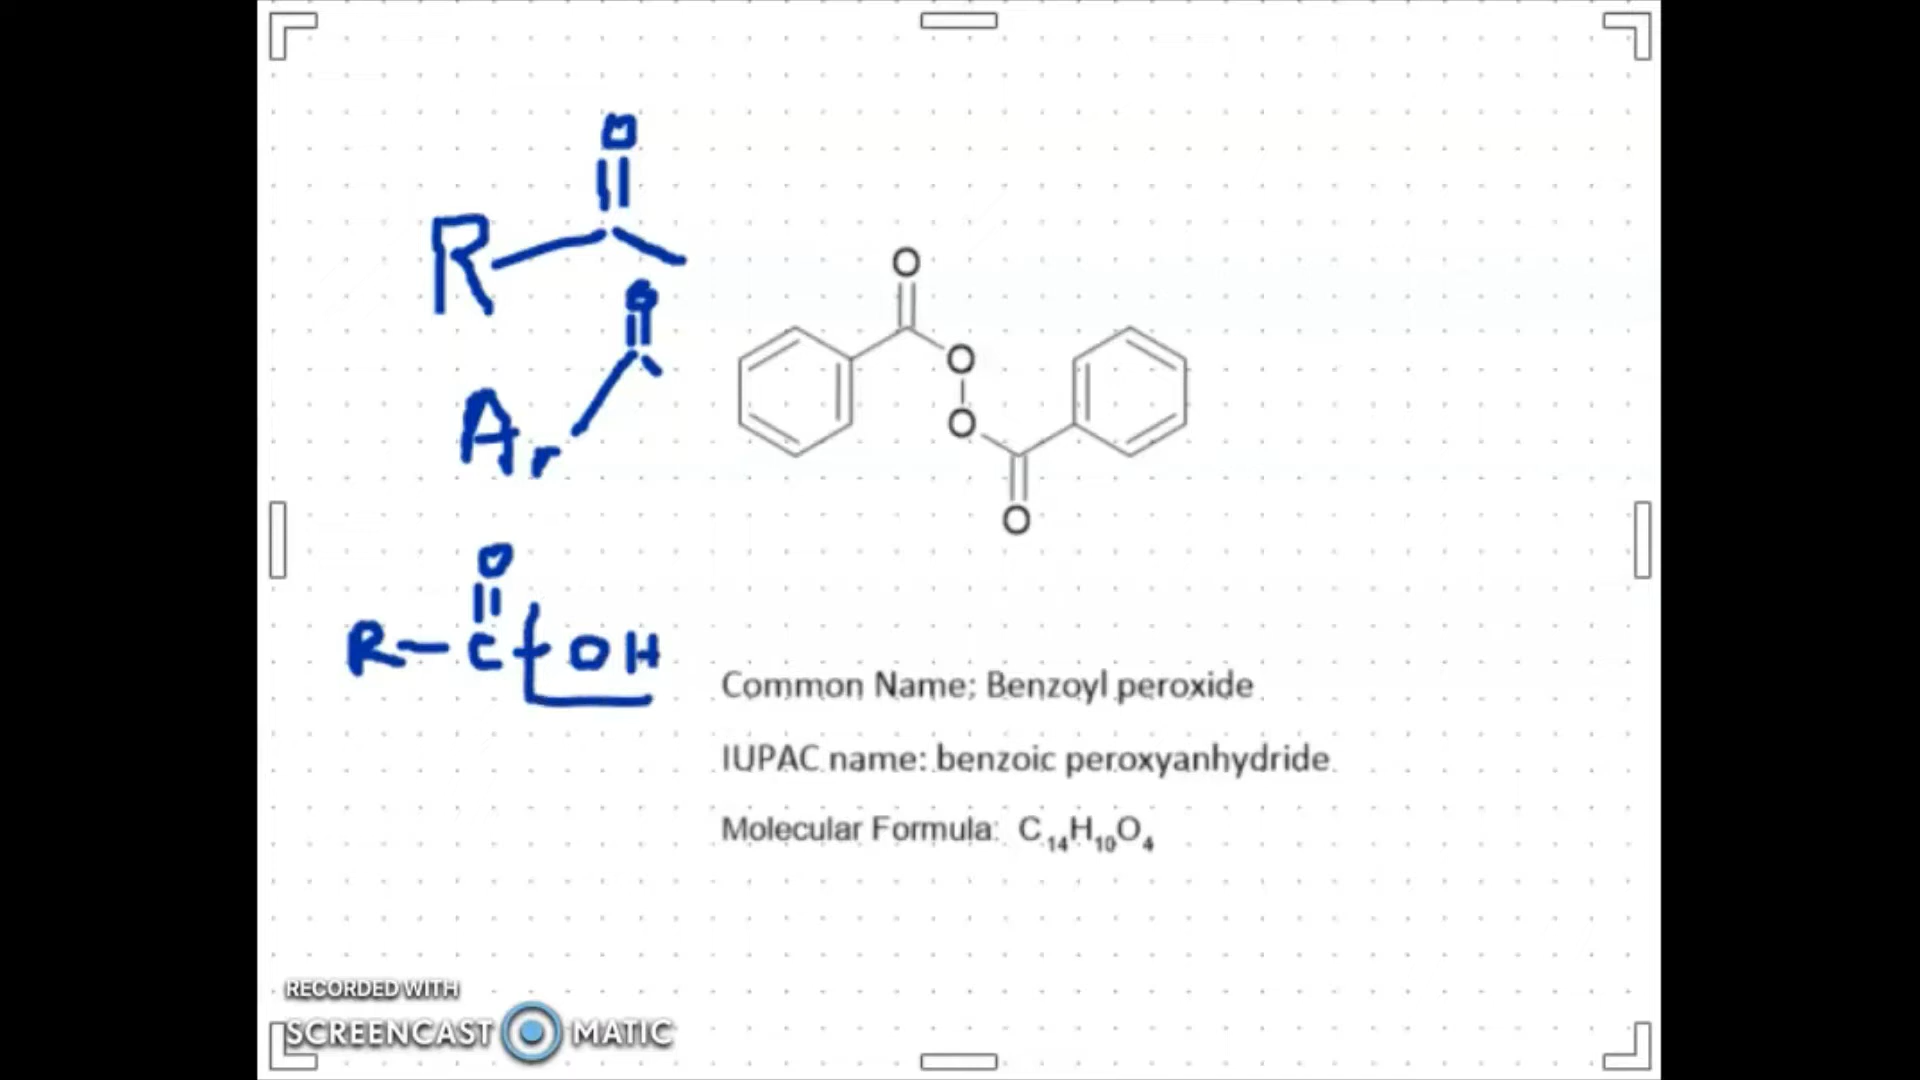 O
R
O
Ar
O
R-C-OH
O
O
O
O
Common Name; Benzoyl peroxide
IUPAC name: benzoic peroxyanhydride
Molecular Formula: C₁₄H₁₀O₄
RECORDED WITH
SCREENCAST MATIC